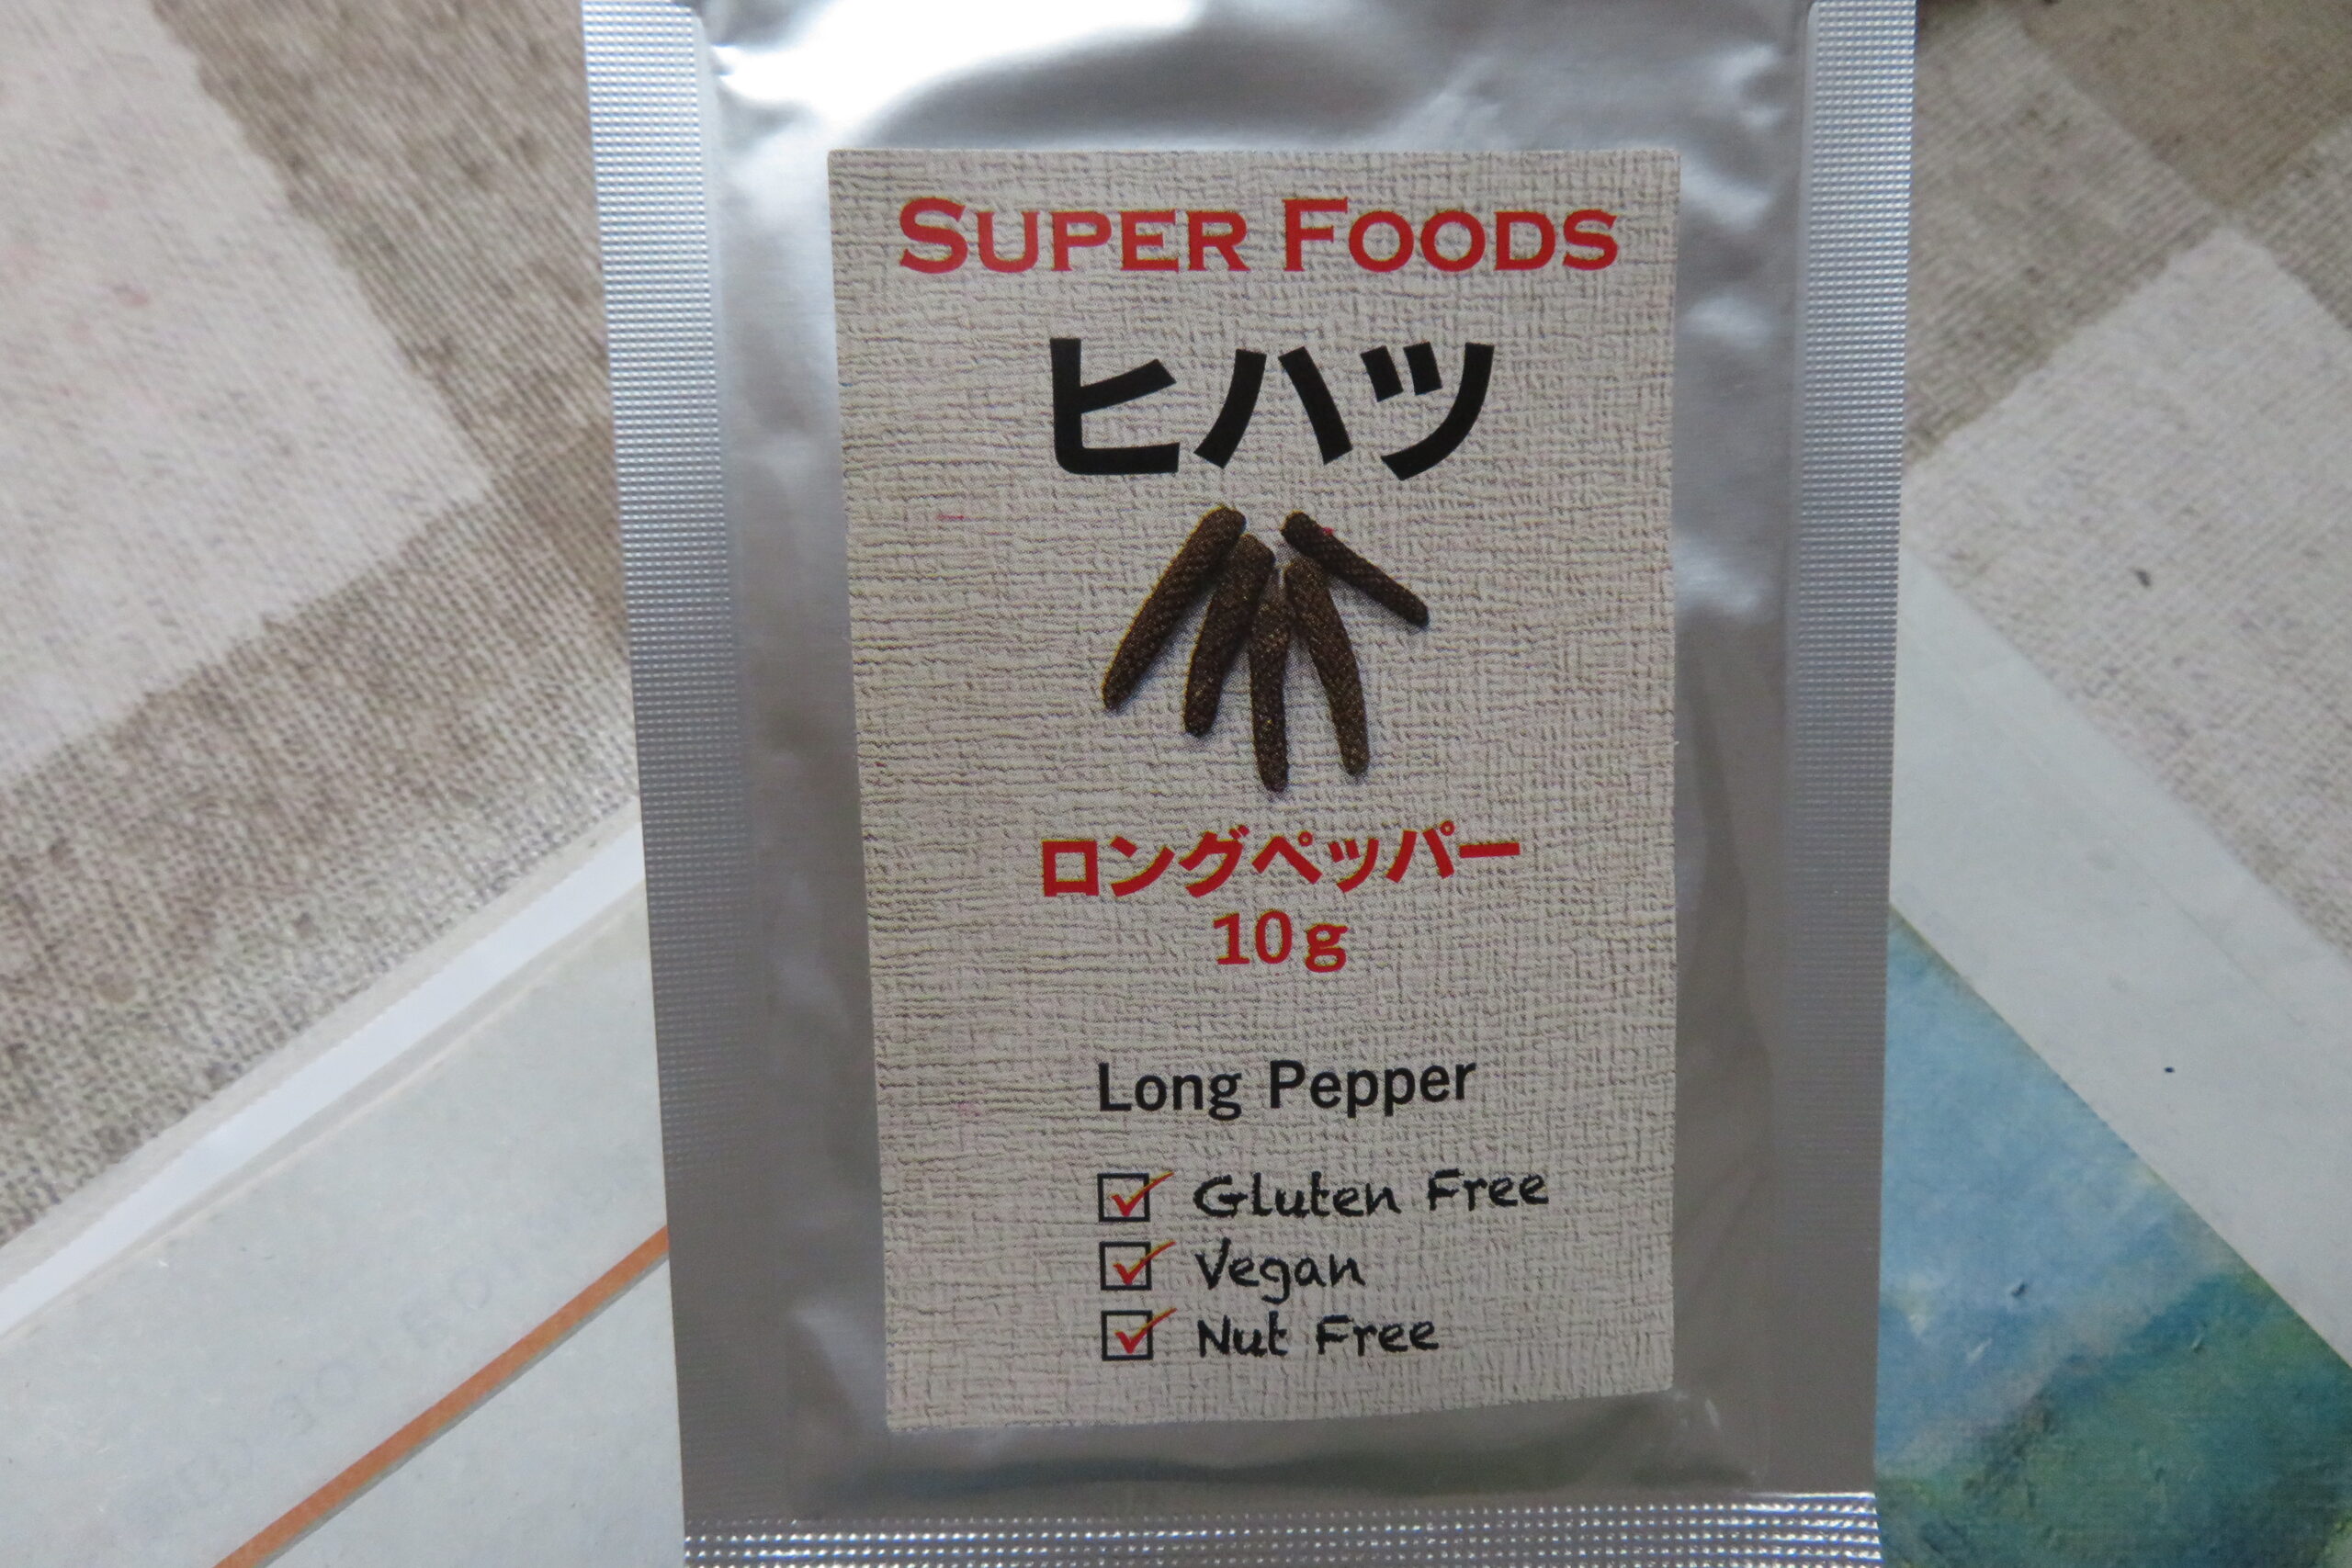 SUPER FOODS
ヒハツ
ロングペッパー
10g
Long Pepper
Gluten Free
Vegan
Nut Free